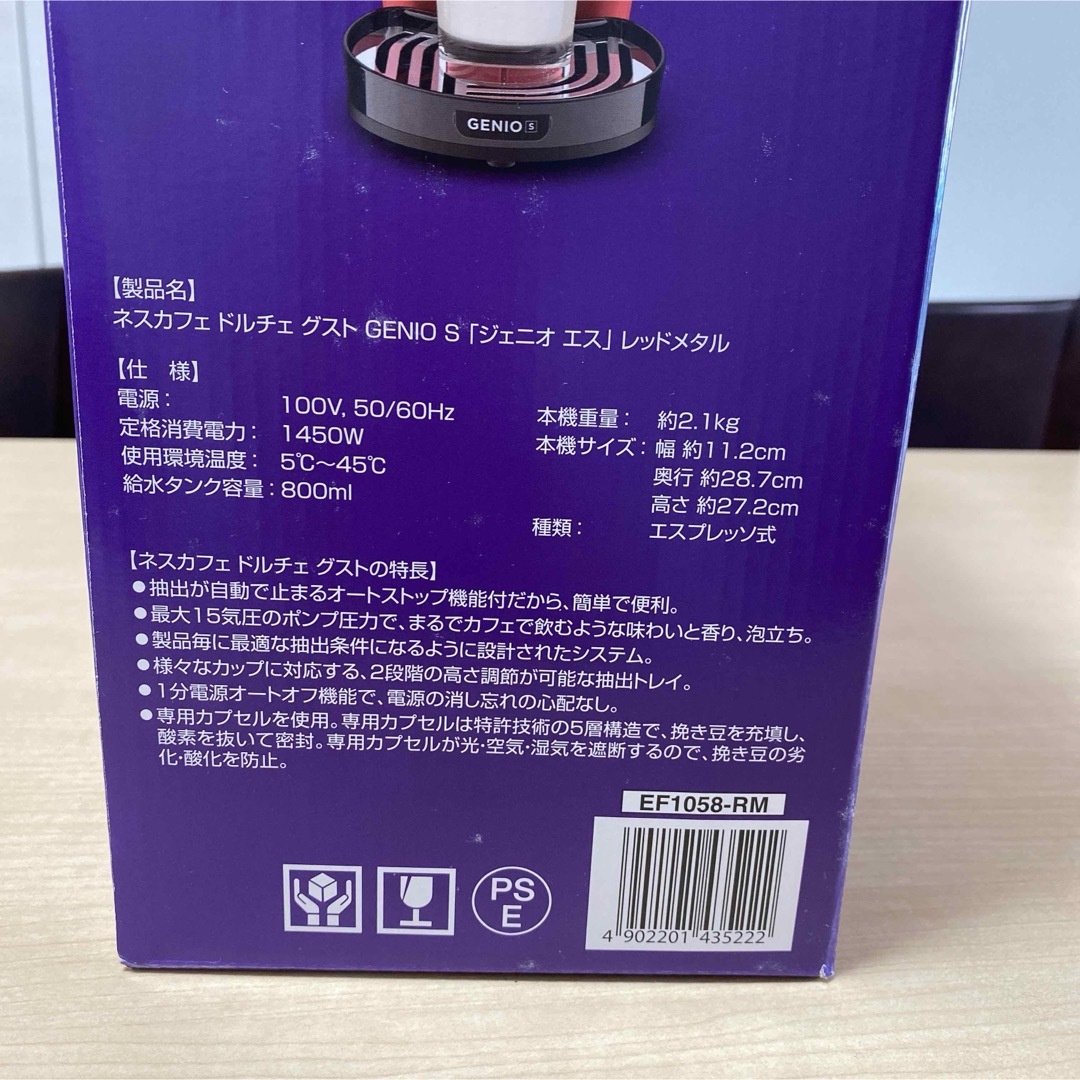 GENIO S
【製品名】
ネスカフェ ドルチェ グスト GENIO S 「ジェニオ エス」 レッドメタル
【仕 様】
電源: 100V, 50/60Hz
定格消費電力: 1450W
使用環境温度: 5℃~45℃
給水タンク容量: 800ml
本機重量: 約2.1kg
本機サイズ: 幅 約11.2cm
奥行 約28.7cm
高さ 約27.2cm
種類: エスプレッソ式
【ネスカフェ ドルチェ グストの特長】
●抽出が自動で止まるオートストップ機能付だから、簡単で便利。
●最大15気圧のポンプ圧力で、まるでカフェで飲むような味わいと香り、泡立ち。
●製品毎に最適な抽出条件になるように設計されたシステム。
●様々なカップに対応する、2段階の高さ調節が可能な抽出トレイ。
●1分電源オートオフ機能で、電源の消し忘れの心配なし。
●専用カプセルを使用。専用カプセルは特許技術の5層構造で、挽き豆を充填し、
酸素を抜いて密封。専用カプセルが光・空気・湿気を遮断するので、挽き豆の劣
化・酸化を防止。
EF1058-RM
PS
E
4 902201 435222